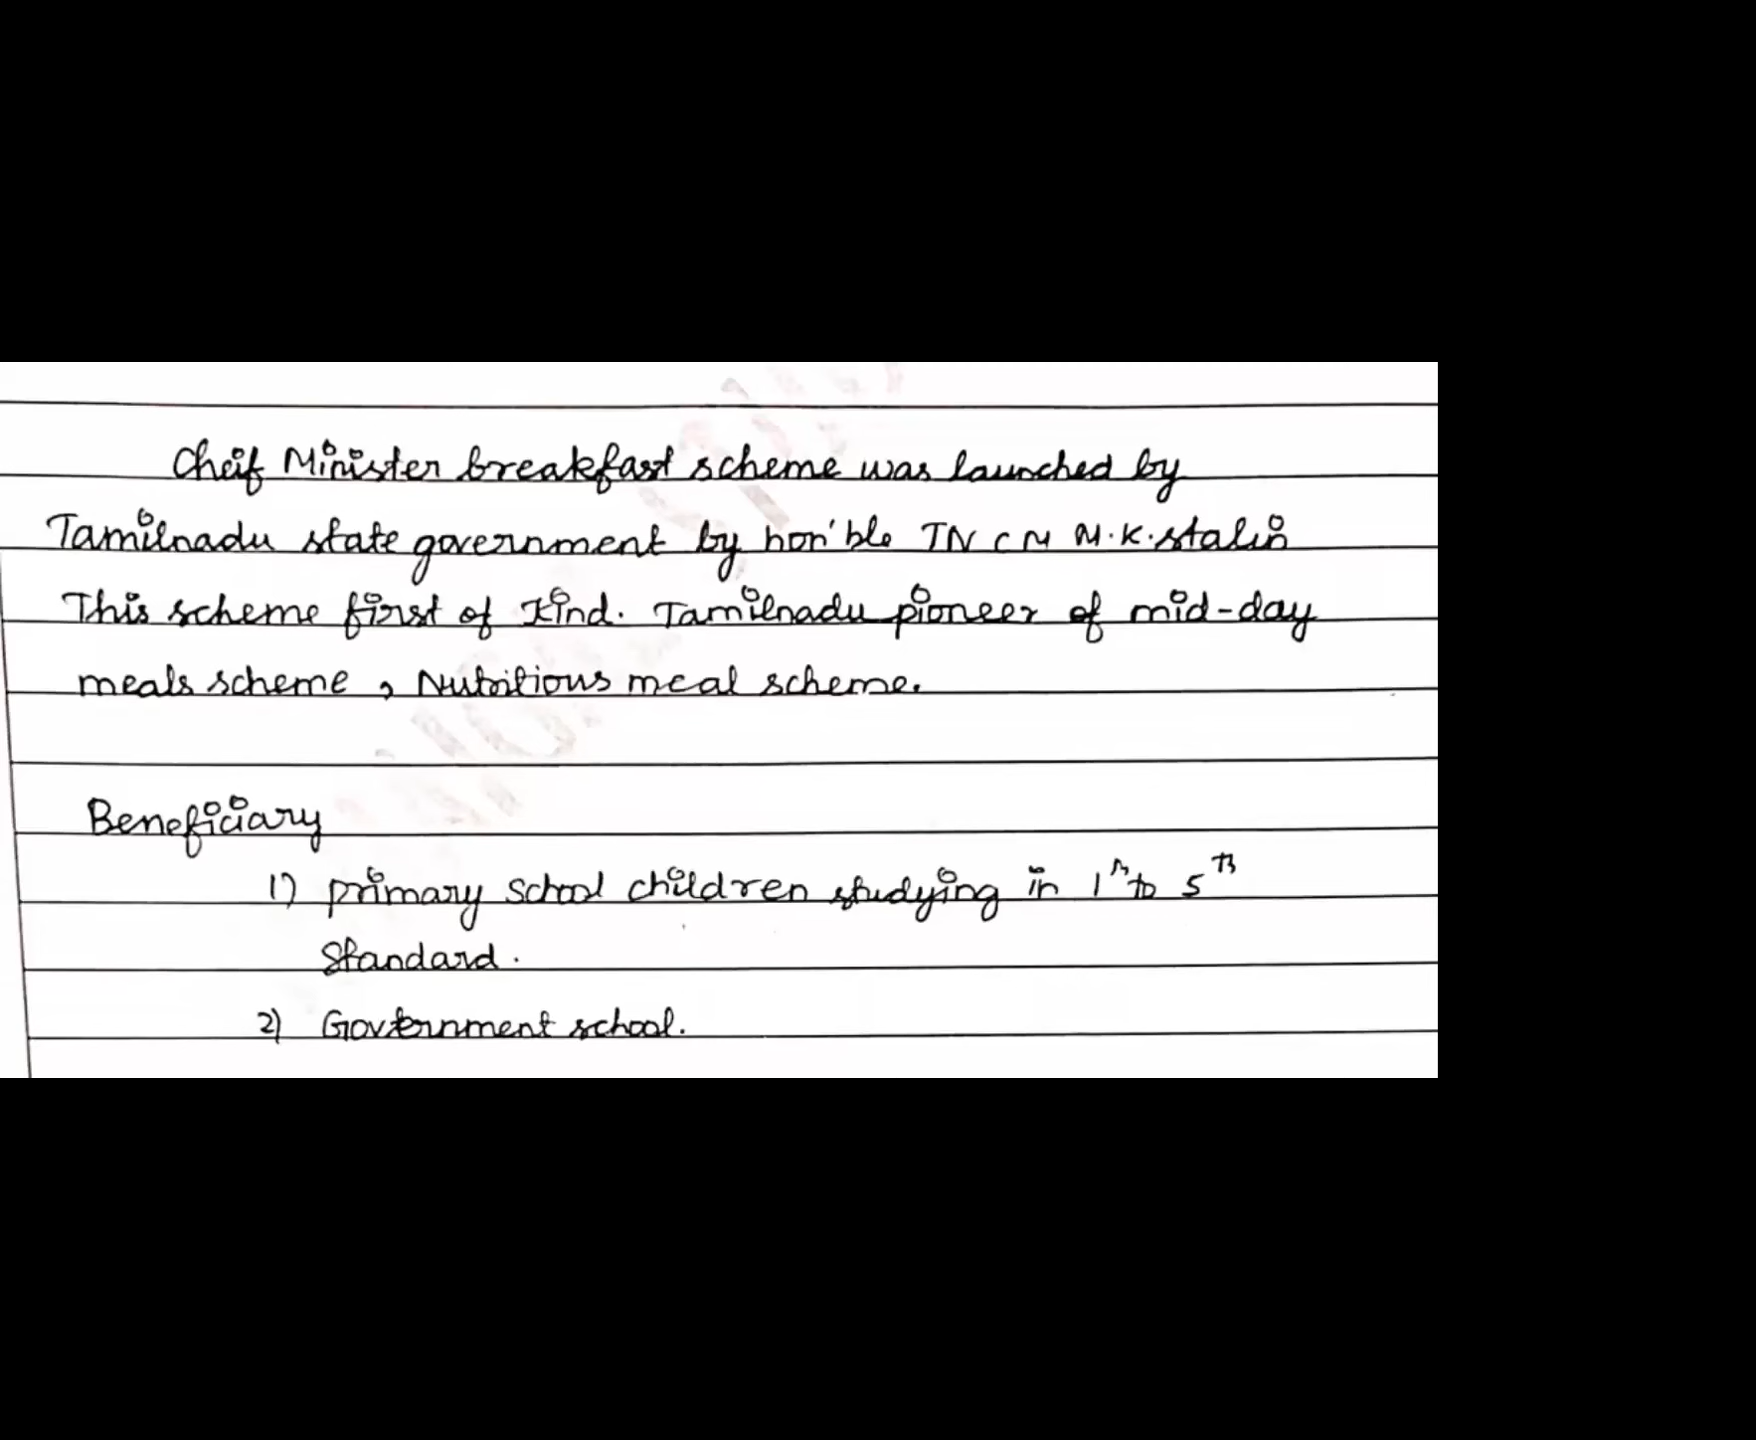 Cheif Minister breakfast scheme was launched by
Tamilnadu state government by hon'ble TN CM M.K.stalin
This scheme first of kind. Tamilnadu pioneer of mid-day
meals scheme, Nutritious meal scheme.
Beneficiary
1) primary school children studying in 1st to 5th
standard.
2) Government school.